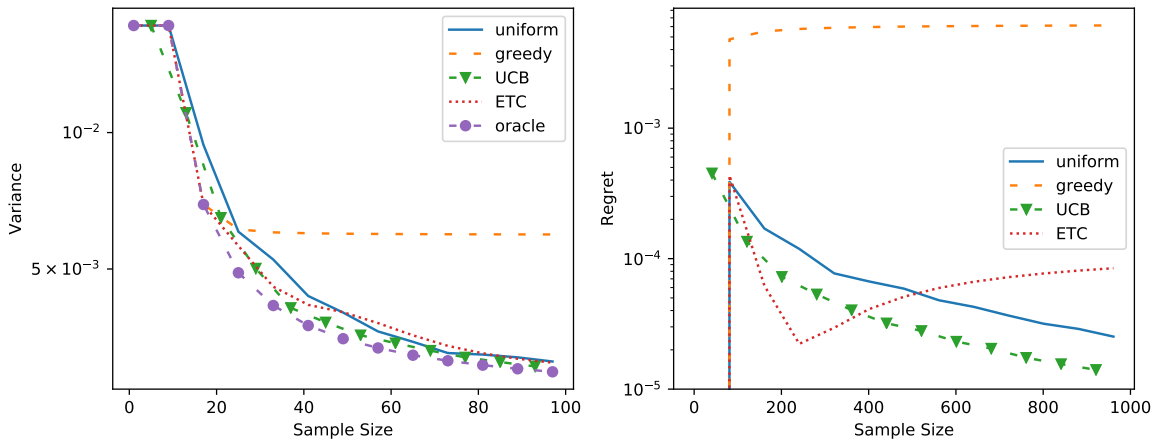 Variance
10⁻²
5 × 10⁻³
0 20 40 60 80 100
Sample Size
uniform
greedy
UCB
ETC
oracle
Regret
10⁻³
10⁻⁴
10⁻⁵
0 200 400 600 800 1000
Sample Size
uniform
greedy
UCB
ETC